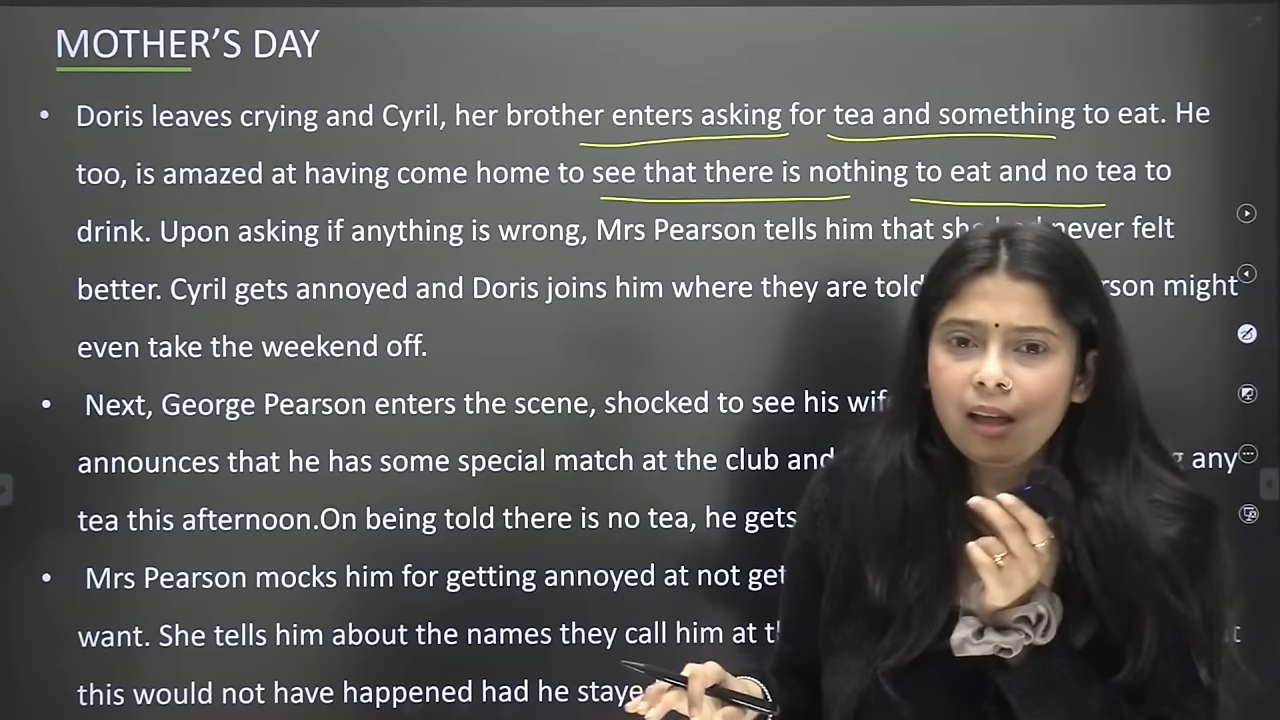 MOTHER'S DAY
• Doris leaves crying and Cyril, her brother enters asking for tea and something to eat. He
too, is amazed at having come home to see that there is nothing to eat and no tea to
drink. Upon asking if anything is wrong, Mrs Pearson tells him that she had never felt
better. Cyril gets annoyed and Doris joins him where they are told might
even take the weekend off.
• Next, George Pearson enters the scene, shocked to see his
announces that he has some special match at the club and any
tea this afternoon.On being told there is no tea, he gets
• Mrs Pearson mocks him for getting annoyed at not
want. She tells him about the names they call him at
this would not have happened had he